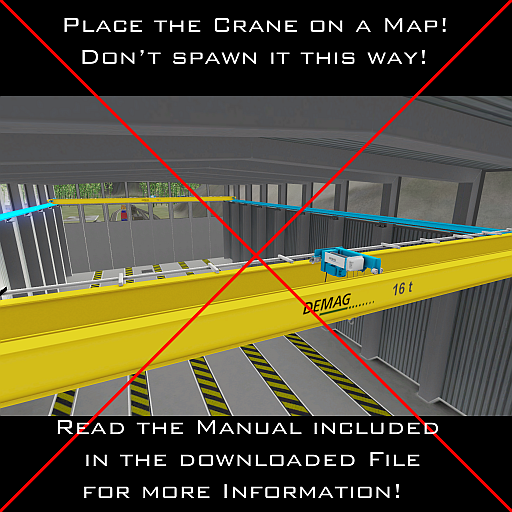 Place the Crane on a Map!
Don't spawn it this way!
DEMAG
16 t
Read the Manual included
in the downloaded File
for more Information!